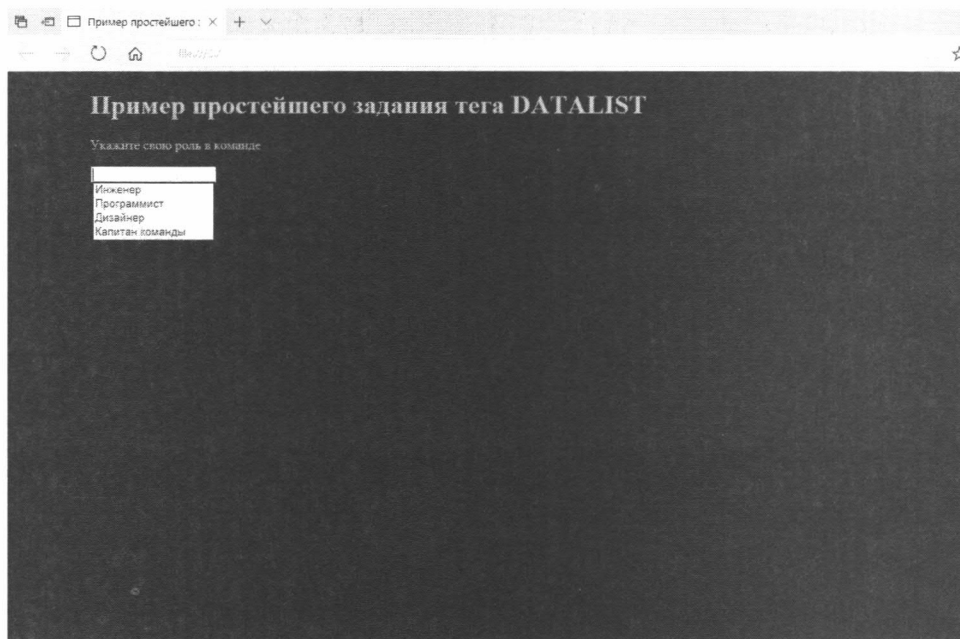 Пример простейшего :
Пример простейшего задания тега DATALIST
Укажите свою роль в команде
Инженер
Программист
Дизайнер
Капитан команды